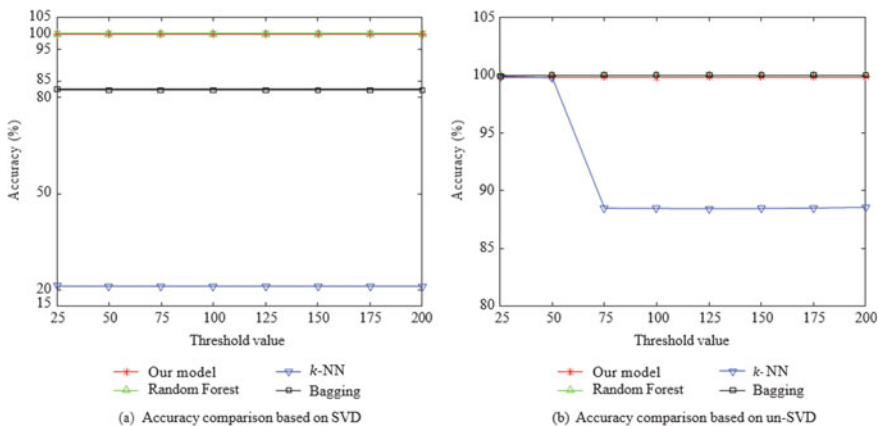 105
100
95
85
80
50
20
15
Accuracy (%)
25 50 75 100 125 150 175 200
Threshold value
Our model
Random Forest
k-NN
Bagging
(a) Accuracy comparison based on SVD
105
100
95
90
85
80
Accuracy (%)
25 50 75 100 125 150 175 200
Threshold value
Our model
Random Forest
k- NN
Bagging
(b) Accuracy comparison based on un-SVD